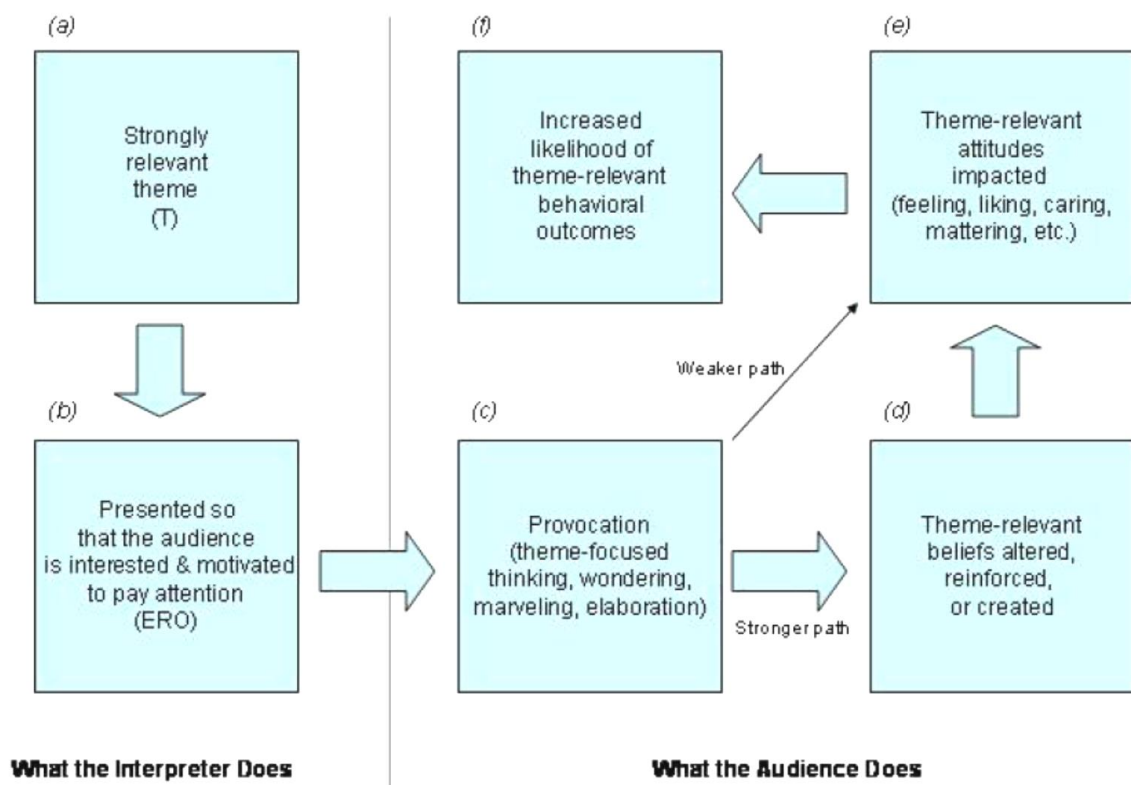 (a)
Strongly
relevant
theme
(T)
(b)
Presented so
that the audience
is interested & motivated
to pay attention
(ERO)
What the Interpreter Does
(c)
Provocation
(theme-focused
thinking, wondering,
marveling, elaboration)
Weaker path
Stronger path
(d)
Theme-relevant
beliefs altered,
reinforced,
or created
(e)
Theme-relevant
attitudes
impacted
(feeling, liking, caring,
mattering, etc.)
(f)
Increased
likelihood of
theme-relevant
behavioral
outcomes
What the Audience Does